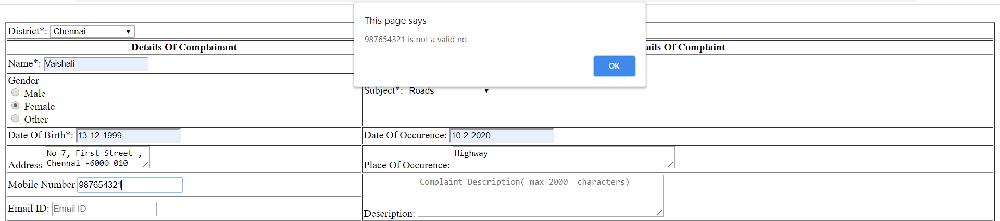 This page says
987654321 is not a valid no
OK
District*: Chennai
Details Of Complainant
ails Of Complaint
Name*: Vaishali
Gender
Male
Female
Other
Subject*: Roads
Date Of Birth*: 13-12-1999
Date Of Occurence: 10-2-2020
Address No 7, First Street ,
Chennai -6000 010
Place Of Occurence: Highway
Mobile Number 987654321
Email ID: Email ID
Description: Complaint Description( max 2000 characters)